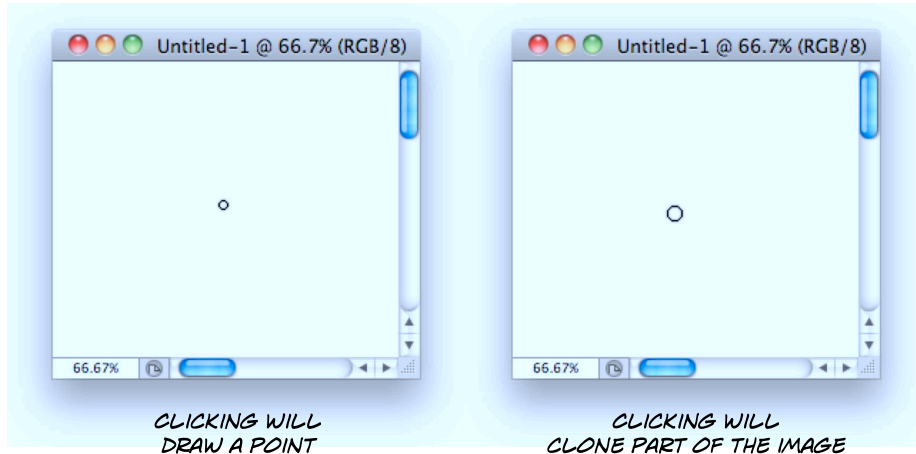 Untitled-1 @ 66.7% (RGB/8)
66.67%
CLICKING WILL
DRAW A POINT
Untitled-1 @ 66.7% (RGB/8)
66.67%
CLICKING WILL
CLONE PART OF THE IMAGE